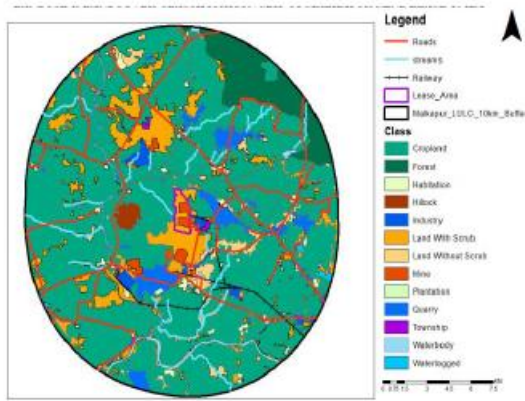 Legend
Roads
streams
Railway
Lease_Area
Malkapur_LULC_10km_Buffe
Class
Cropland
Forest
Habitation
Hillock
Industry
Land With Scrub
Land Without Scrub
Mine
Plantation
Quarry
Township
Waterbody
Waterlogged